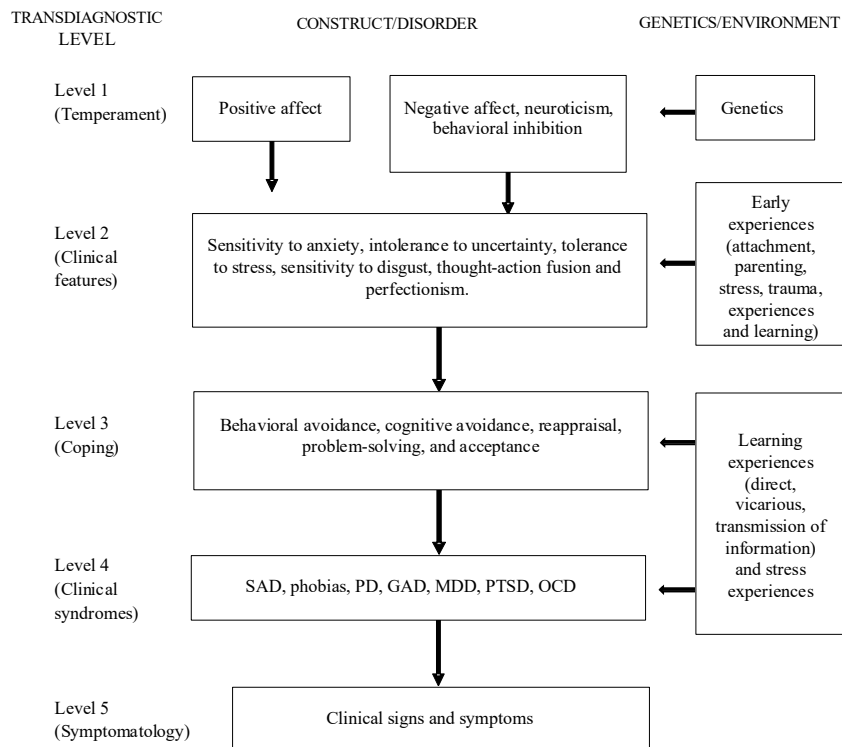 TRANSDIAGNOSTIC
LEVEL
CONSTRUCT/DISORDER
GENETICS/ENVIRONMENT
Level 1
(Temperament)
Positive affect
Negative affect, neuroticism,
behavioral inhibition
Genetics
Level 2
(Clinical
features)
Sensitivity to anxiety, intolerance to uncertainty, tolerance
to stress, sensitivity to disgust, thought-action fusion and
perfectionism.
Early
experiences
(attachment,
parenting,
stress, trauma,
experiences
and learning)
Level 3
(Coping)
Behavioral avoidance, cognitive avoidance, reappraisal,
problem-solving, and acceptance
Learning
experiences
(direct,
vicarious,
transmission of
information)
and stress
experiences
Level 4
(Clinical
syndromes)
SAD, phobias, PD, GAD, MDD, PTSD, OCD
Level 5
(Symptomatology)
Clinical signs and symptoms